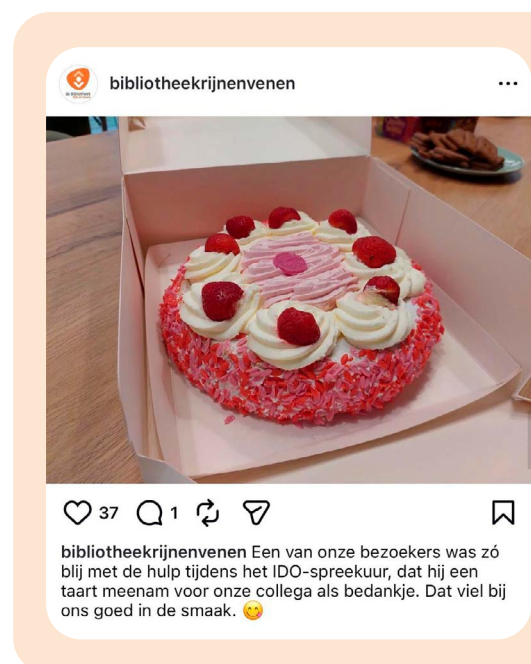 bibliotheekrijnenvenen
37
1
bibliotheekrijnenvenen Een van onze bezoekers was zó
blij met de hulp tijdens het IDO-spreekuur, dat hij een
taart meenam voor onze collega als bedankje. Dat viel bij
ons goed in de smaak. 😋